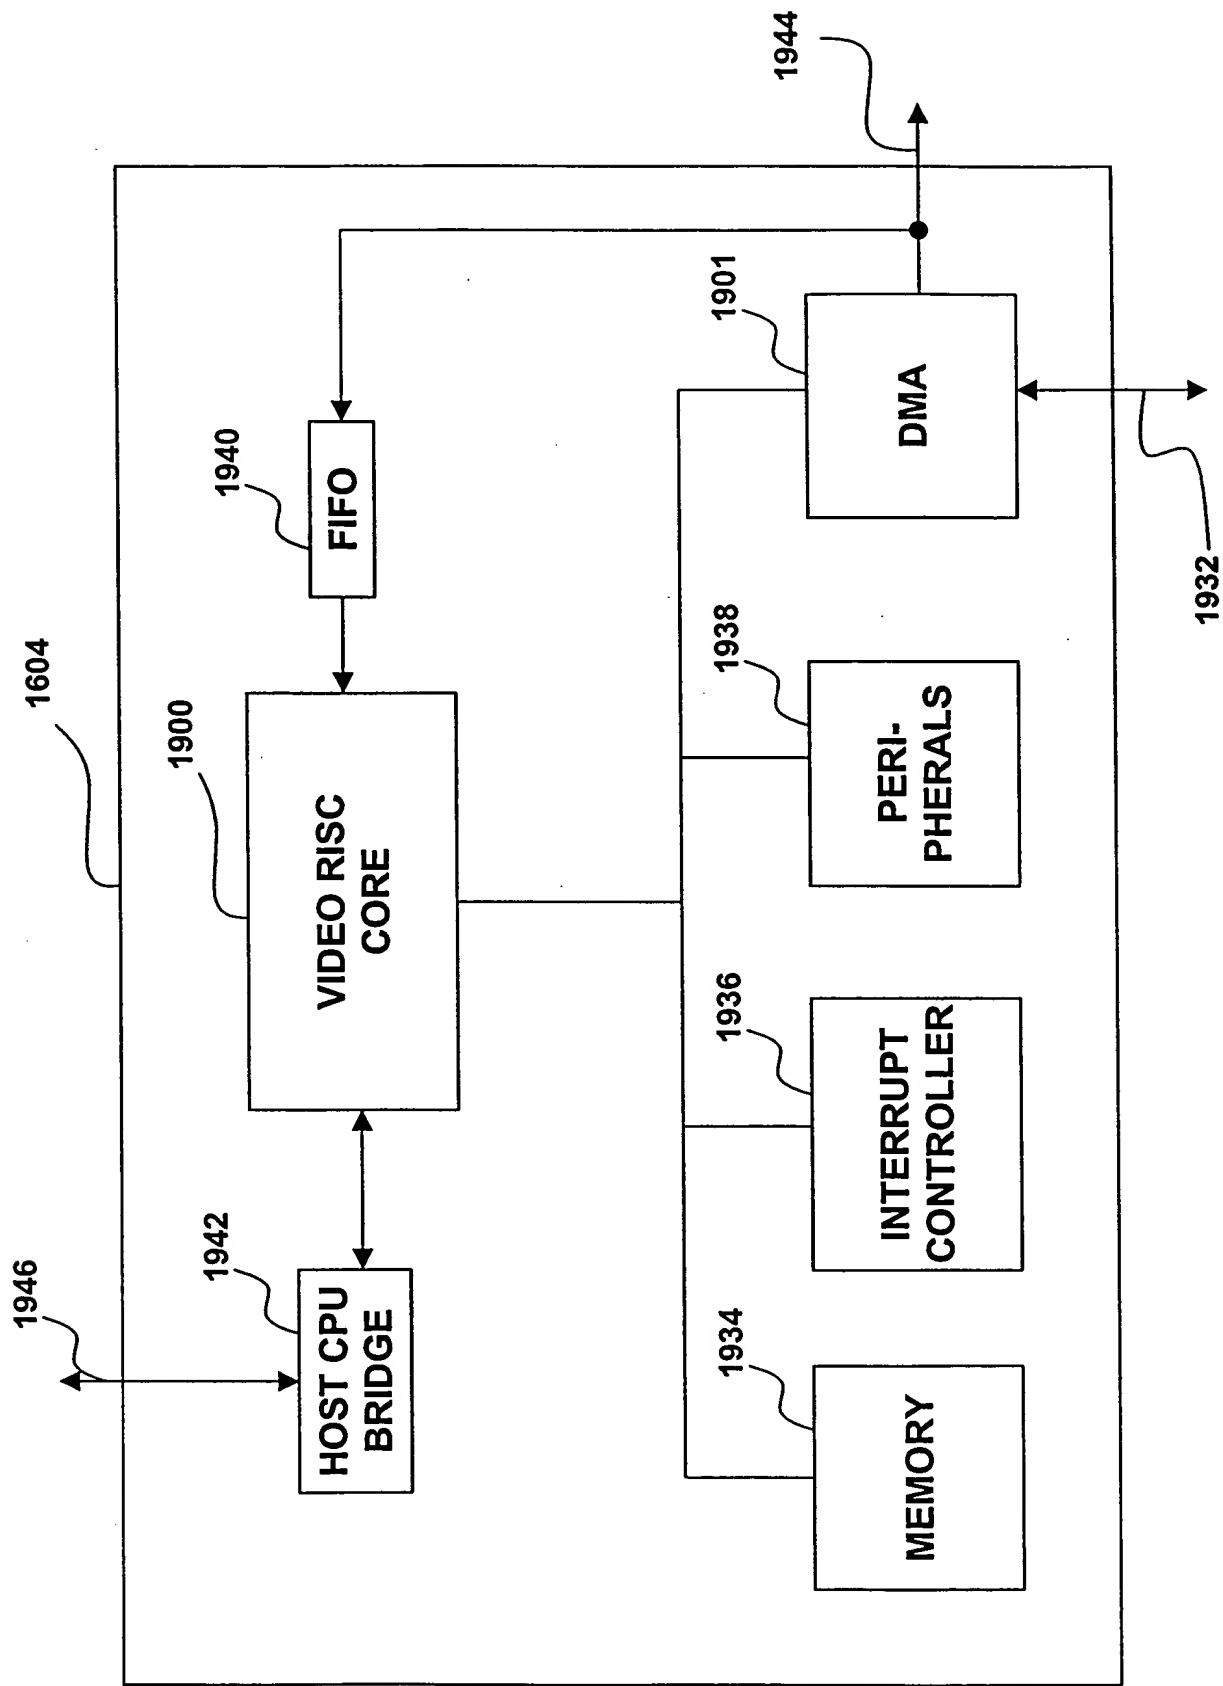 1604
1946
1942
HOST CPU
BRIDGE
1900
VIDEO RISC
CORE
1940
FIFO
1944
1934
MEMORY
1936
INTERRUPT
CONTROLLER
1938
PERI-
PHERALS
1901
DMA
1932